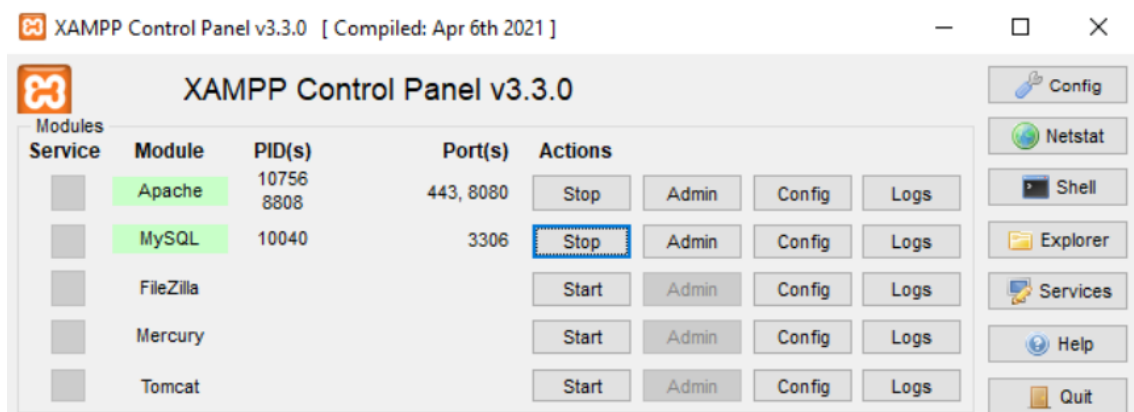 XAMPP Control Panel v3.3.0 [ Compiled: Apr 6th 2021 ]
XAMPP Control Panel v3.3.0
Config
Modules
Service Module PID(s) Port(s) Actions
Netstat
Apache 10756 8808 443, 8080 Stop Admin Config Logs
Shell
MySQL 10040 3306 Stop Admin Config Logs
Explorer
FileZilla Start Admin Config Logs
Services
Mercury Start Admin Config Logs
Help
Tomcat Start Admin Config Logs
Quit